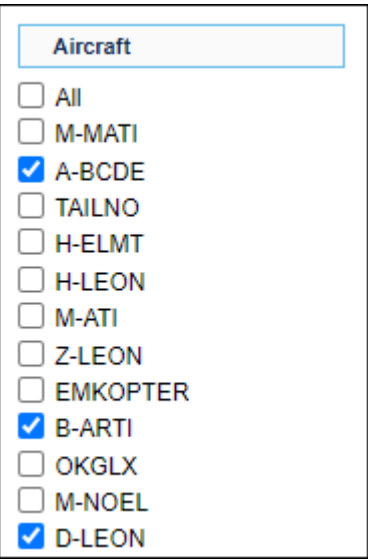 Aircraft
All
M-MATI
A-BCDE
TAILNO
H-ELMT
H-LEON
M-ATI
Z-LEON
EMKOPTER
B-ARTI
OKGLX
M-NOEL
D-LEON